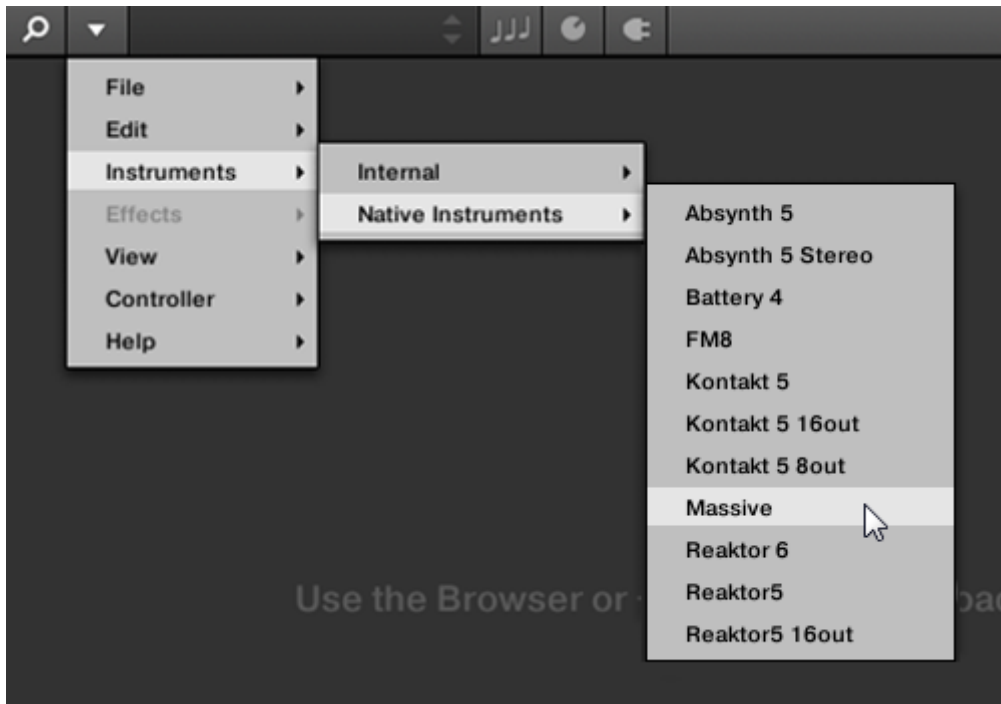 File
Edit
Instruments
Effects
View
Controller
Help
Internal
Native Instruments
Absynth 5
Absynth 5 Stereo
Battery 4
FM8
Kontakt 5
Kontakt 5 16out
Kontakt 5 8out
Massive
Reaktor 6
Reaktor5
Reaktor5 16out
Use the Browser or